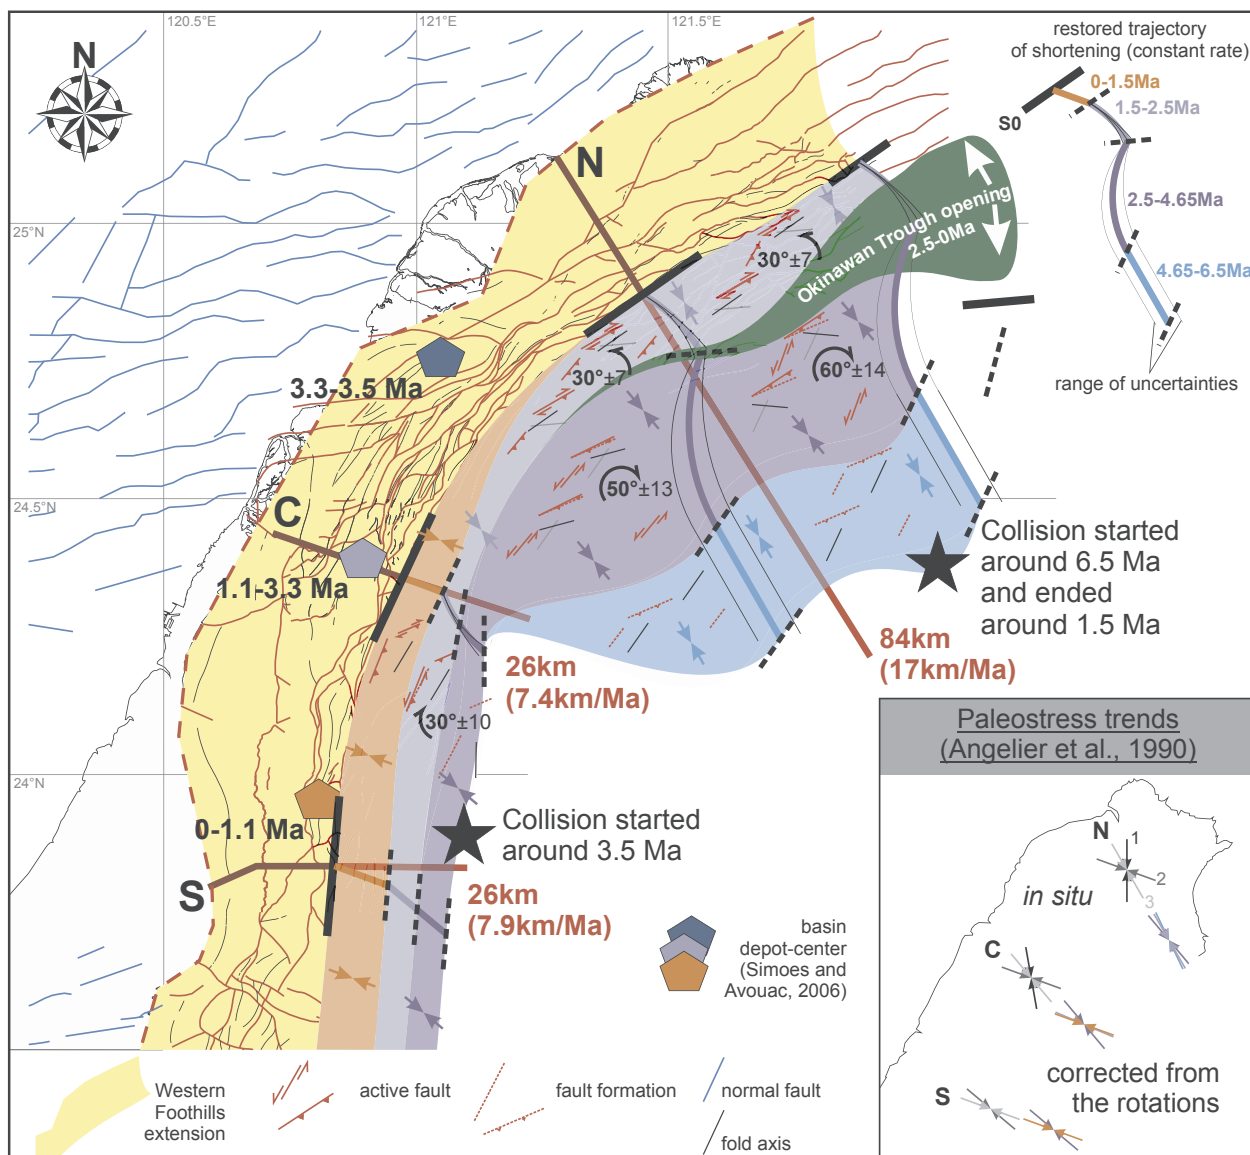 120.5°E
121°E
121.5°E
N
restored trajectory
of shortening (constant rate)
0-1.5Ma
1.5-2.5Ma
S0
2.5-4.65Ma
4.65-6.5Ma
range of uncertainties
N
25°N
Okinawan Trough opening
2.5-0Ma
30°±7
30°±7
60°±14
3.3-3.5 Ma
50°±13
24.5°N
C
1.1-3.3 Ma
Collision started
around 6.5 Ma
and ended
around 1.5 Ma
84km
(17km/Ma)
26km
(7.4km/Ma)
30°±10
24°N
0-1.1 Ma
Collision started
around 3.5 Ma
S
26km
(7.9km/Ma)
basin
depot-center
(Simoes and
Avouac, 2006)
Paleostress trends
(Angelier et al., 1990)
N
1
2
3
in situ
C
S
corrected from
the rotations
Western
Foothills
extension
active fault
fault formation
normal fault
fold axis